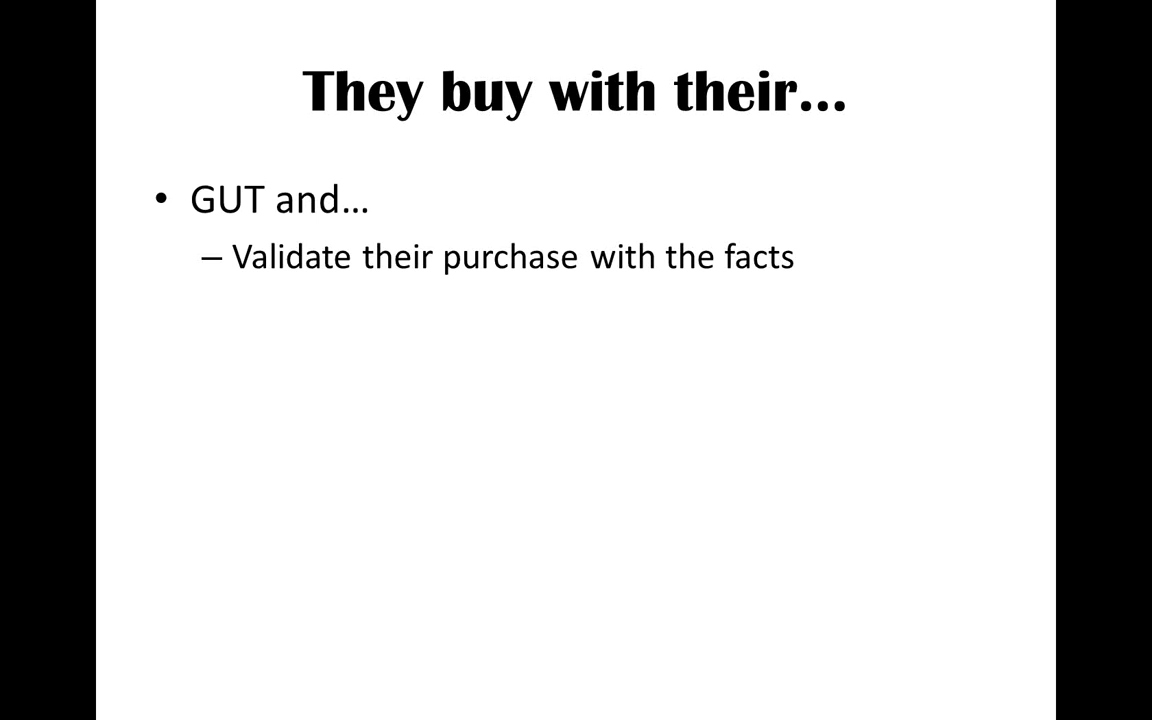 They buy with their...
• GUT and...
– Validate their purchase with the facts